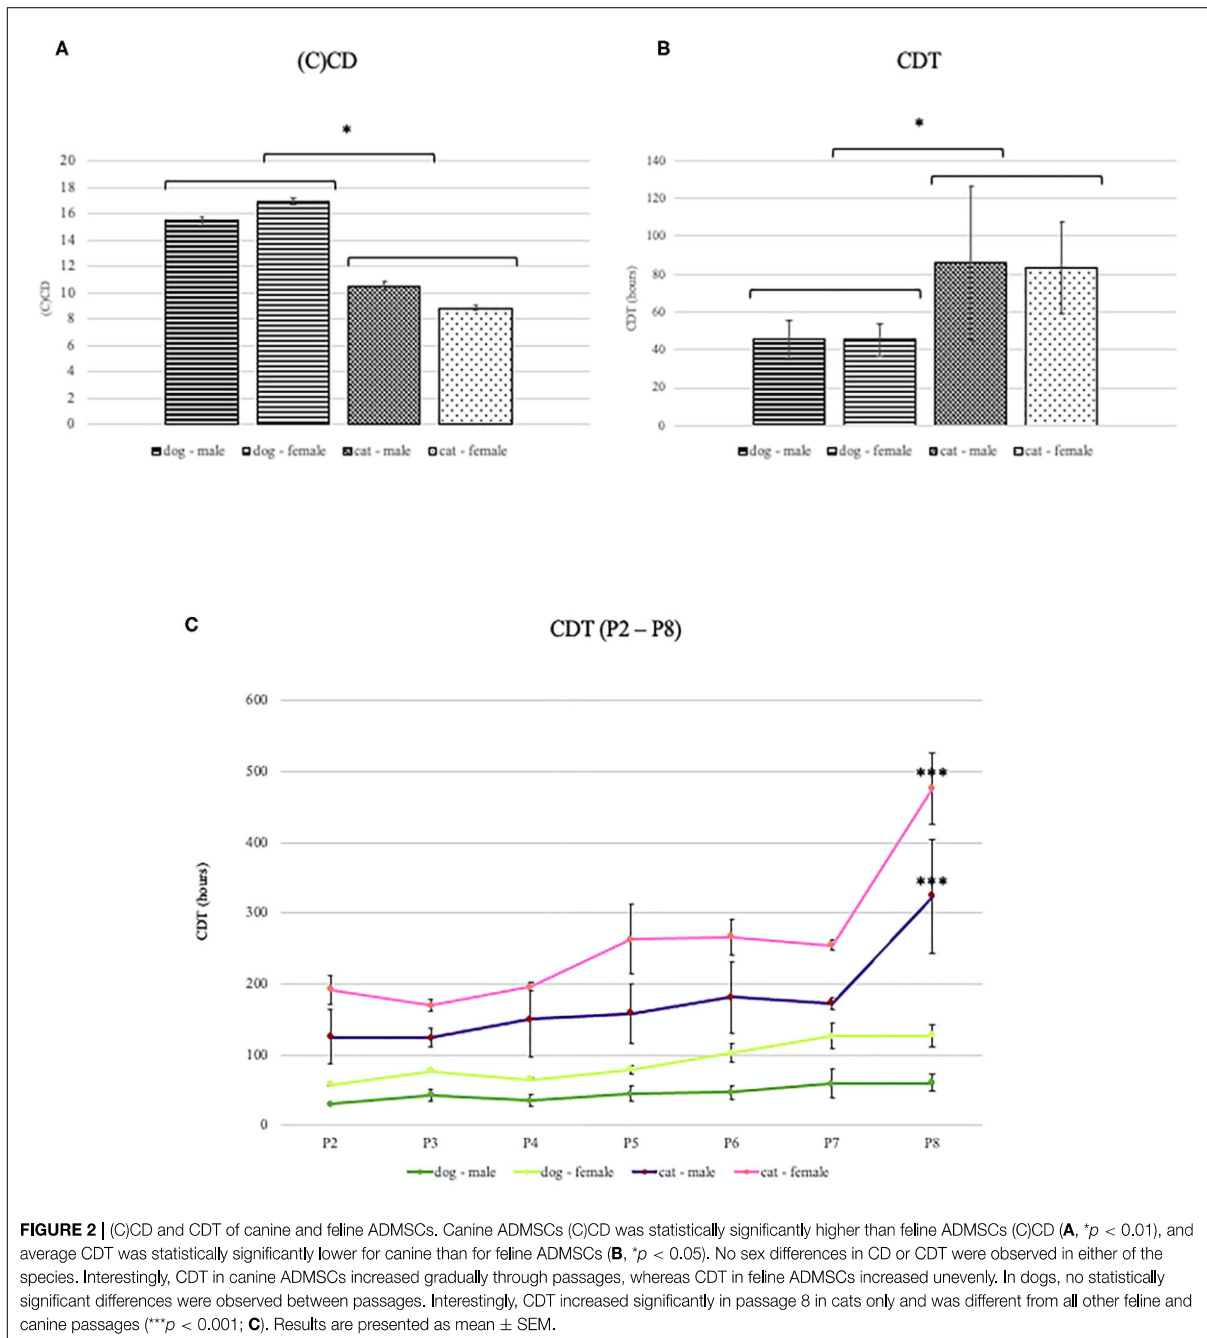 A
(C)CD
*
20
18
16
14
12
10
8
6
4
2
0
(C)CD
dog - male dog - female cat - male cat - female
B
CDT
*
140
120
100
80
60
40
20
0
CDT (hours)
dog - male dog - female cat - male cat - female
C
CDT (P2 – P8)
600
500
400
300
200
100
0
CDT (hours)
***
***
P2 P3 P4 P5 P6 P7 P8
dog - male dog - female cat - male cat - female
FIGURE 2 | (C)CD and CDT of canine and feline ADMSCs. Canine ADMSCs (C)CD was statistically significantly higher than feline ADMSCs (C)CD (A, *p < 0.01), and
average CDT was statistically significantly lower for canine than for feline ADMSCs (B, *p < 0.05). No sex differences in CD or CDT were observed in either of the
species. Interestingly, CDT in canine ADMSCs increased gradually through passages, whereas CDT in feline ADMSCs increased unevenly. In dogs, no statistically
significant differences were observed between passages. Interestingly, CDT increased significantly in passage 8 in cats only and was different from all other feline and
canine passages (***p < 0.001; C). Results are presented as mean ± SEM.